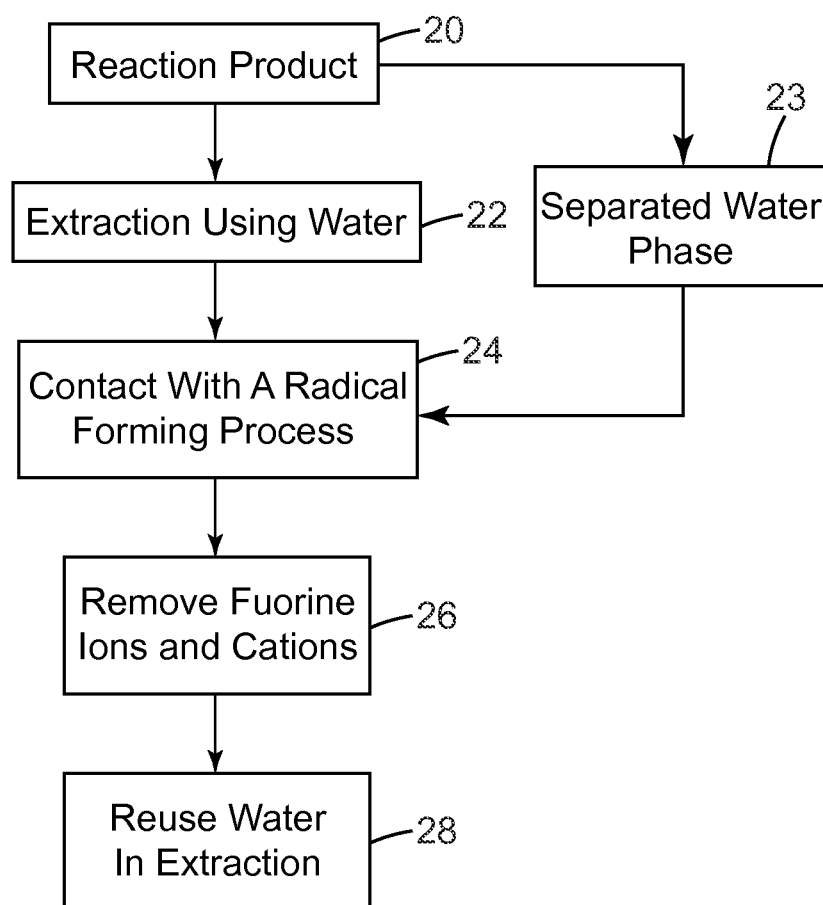 Reaction Product
20
23
Extraction Using Water
22
Separated Water
Phase
24
Contact With A Radical
Forming Process
Remove Fuorine
Ions and Cations
26
Reuse Water
In Extraction
28